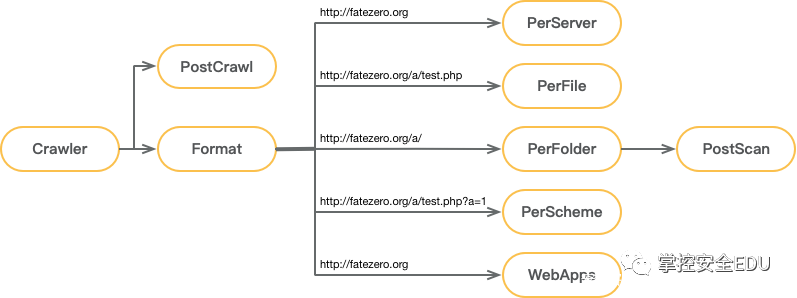 http://fatezero.org
PerServer
PostCrawl
http://fatezero.org/a/test.php
PerFile
Crawler
Format
http://fatezero.org/a/
PerFolder
PostScan
http://fatezero.org/a/test.php?a=1
PerScheme
http://fatezero.org
WebApps
掌控安全EDU